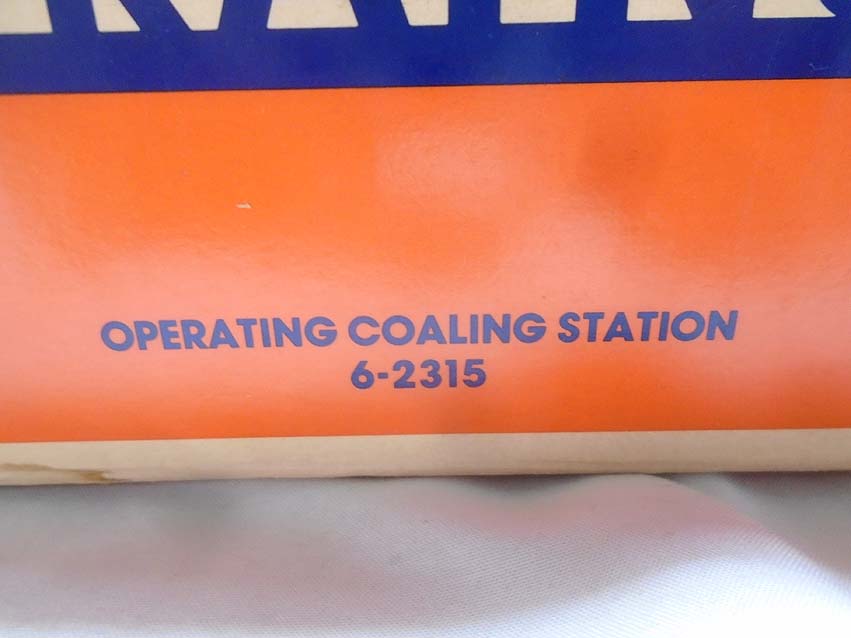 OPERATING COALING STATION
6-2315